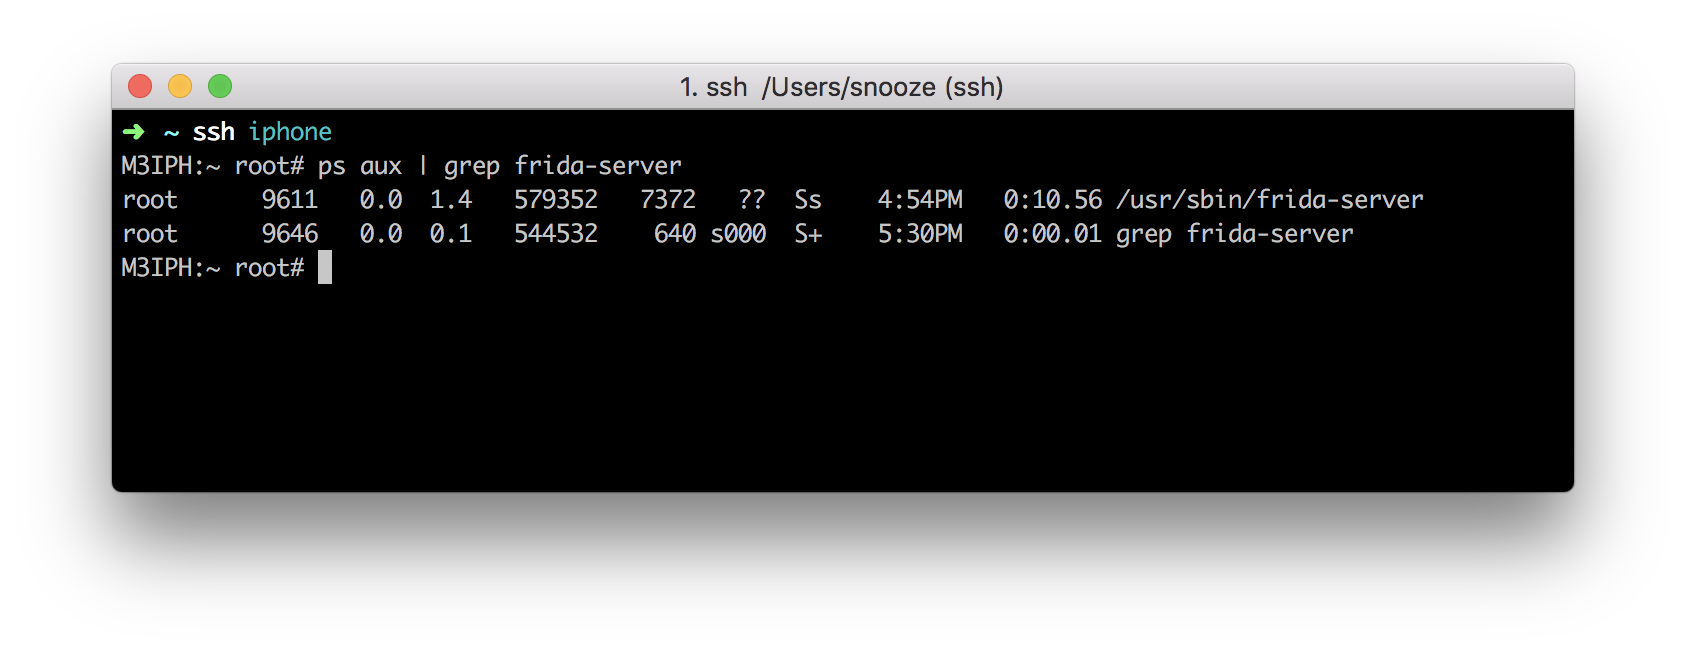 1. ssh /Users/snooze (ssh)
➜ ~ ssh iphone
M3IPH:~ root# ps aux | grep frida-server
root 9611 0.0 1.4 579352 7372 ?? Ss 4:54PM 0:10.56 /usr/sbin/frida-server
root 9646 0.0 0.1 544532 640 s000 S+ 5:30PM 0:00.01 grep frida-server
M3IPH:~ root#